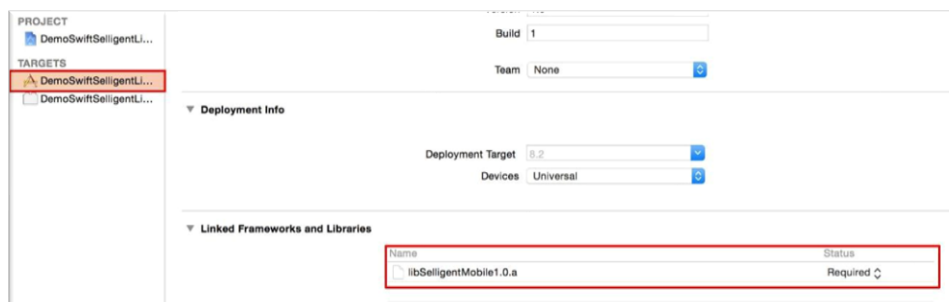 PROJECT
DemoSwiftSelligentLi...
TARGETS
DemoSwiftSelligentLi...
DemoSwiftSelligentLi...
Build 1
Team None
Deployment Info
Deployment Target 8.2
Devices Universal
Linked Frameworks and Libraries
Name Status
libSelligentMobile1.0.a Required